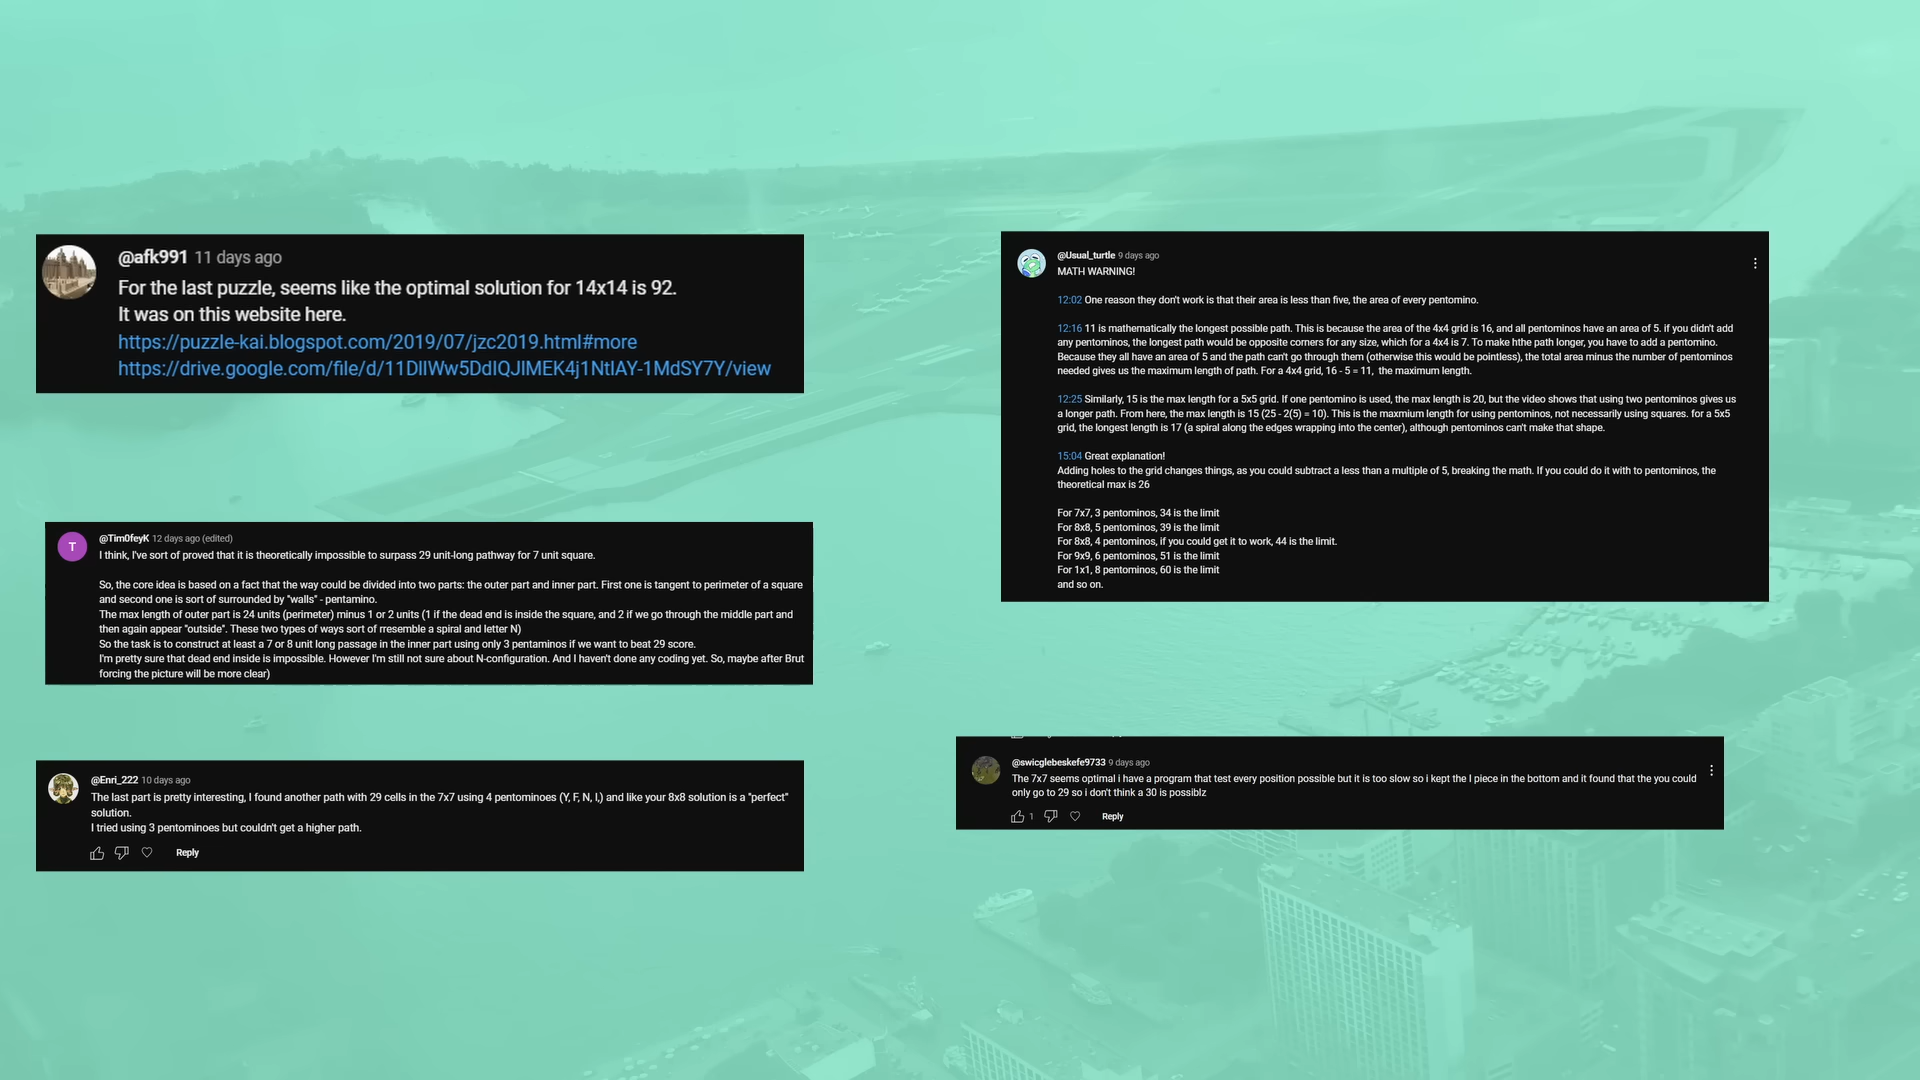 @afk991 11 days ago
For the last puzzle, seems like the optimal solution for 14x14 is 92.
It was on this website here.
https://puzzle-kai.blogspot.com/2019/07/jzc2019.html#more
https://drive.google.com/file/d/11DlIWw5DdIQJlMEK4j1NtlAY-1MdSY7Y/view
T
@Tim0feyK 12 days ago (edited)
I think, I've sort of proved that it is theoretically impossible to surpass 29 unit-long pathway for 7 unit square.
So, the core idea is based on a fact that the way could be divided into two parts: the outer part and inner part. First one is tangent to perimeter of a square
and second one is sort of surrounded by "walls" - pentamino.
The max length of outer part is 24 units (perimeter) minus 1 or 2 units (1 if the dead end is inside the square, and 2 if we go through the middle part and
then again appear "outside". These two types of ways sort of rresemble a spiral and letter N)
So the task is to construct at least a 7 or 8 unit long passage in the inner part using only 3 pentaminos if we want to beat 29 score.
I'm pretty sure that dead end inside is impossible. However I'm still not sure about N-configuration. And I haven't done any coding yet. So, maybe after Brut
forcing the picture will be more clear)
@Enri_222 10 days ago
The last part is pretty interesting, I found another path with 29 cells in the 7x7 using 4 pentominoes (Y, F, N, I,) and like your 8x8 solution is a "perfect"
solution.
I tried using 3 pentominoes but couldn't get a higher path.
Reply
@Usual_turtle 9 days ago
MATH WARNING!
12:02 One reason they don't work is that their area is less than five, the area of every pentomino.
12:16 11 is mathematically the longest possible path. This is because the area of the 4x4 grid is 16, and all pentominos have an area of 5. if you didn't add
any pentominos, the longest path would be opposite corners for any size, which for a 4x4 is 7. To make hthe path longer, you have to add a pentomino.
Because they all have an area of 5 and the path can't go through them (otherwise this would be pointless), the total area minus the number of pentominos
needed gives us the maximum length of path. For a 4x4 grid, 16 - 5 = 11, the maximum length.
12:25 Similarly, 15 is the max length for a 5x5 grid. If one pentomino is used, the max length is 20, but the video shows that using two pentominos gives us
a longer path. From here, the max length is 15 (25 - 2(5) = 10). This is the maxmium length for using pentominos, not necessarily using squares. for a 5x5
grid, the longest length is 17 (a spiral along the edges wrapping into the center), although pentominos can't make that shape.
15:04 Great explanation!
Adding holes to the grid changes things, as you could subtract a less than a multiple of 5, breaking the math. If you could do it with to pentominos, the
theoretical max is 26
For 7x7, 3 pentominos, 34 is the limit
For 8x8, 5 pentominos, 39 is the limit
For 8x8, 4 pentominos, if you could get it to work, 44 is the limit.
For 9x9, 6 pentominos, 51 is the limit
For 1x1, 8 pentominos, 60 is the limit
and so on.
@swicglebeskefe9733 9 days ago
The 7x7 seems optimal i have a program that test every position possible but it is too slow so i kept the I piece in the bottom and it found that the you could
only go to 29 so i don't think a 30 is possiblz
1 Reply